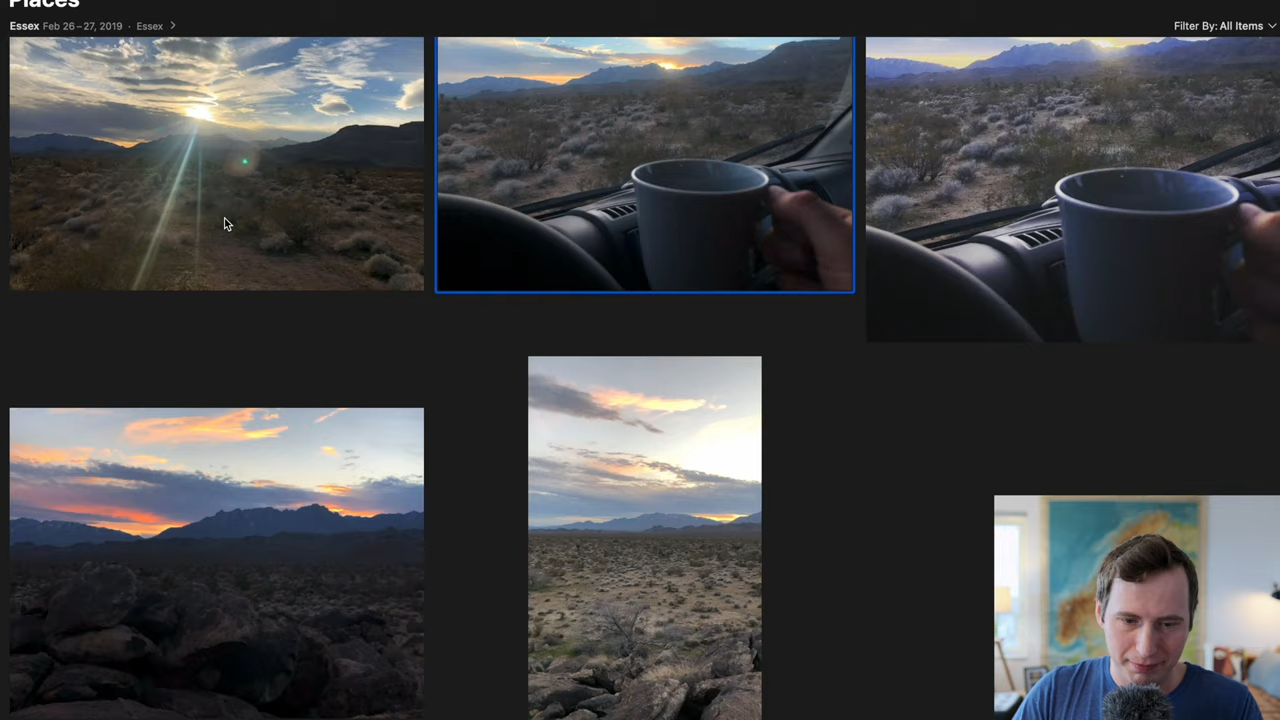 Places
Essex Feb 26–27, 2019 · Essex
Filter By: All Items